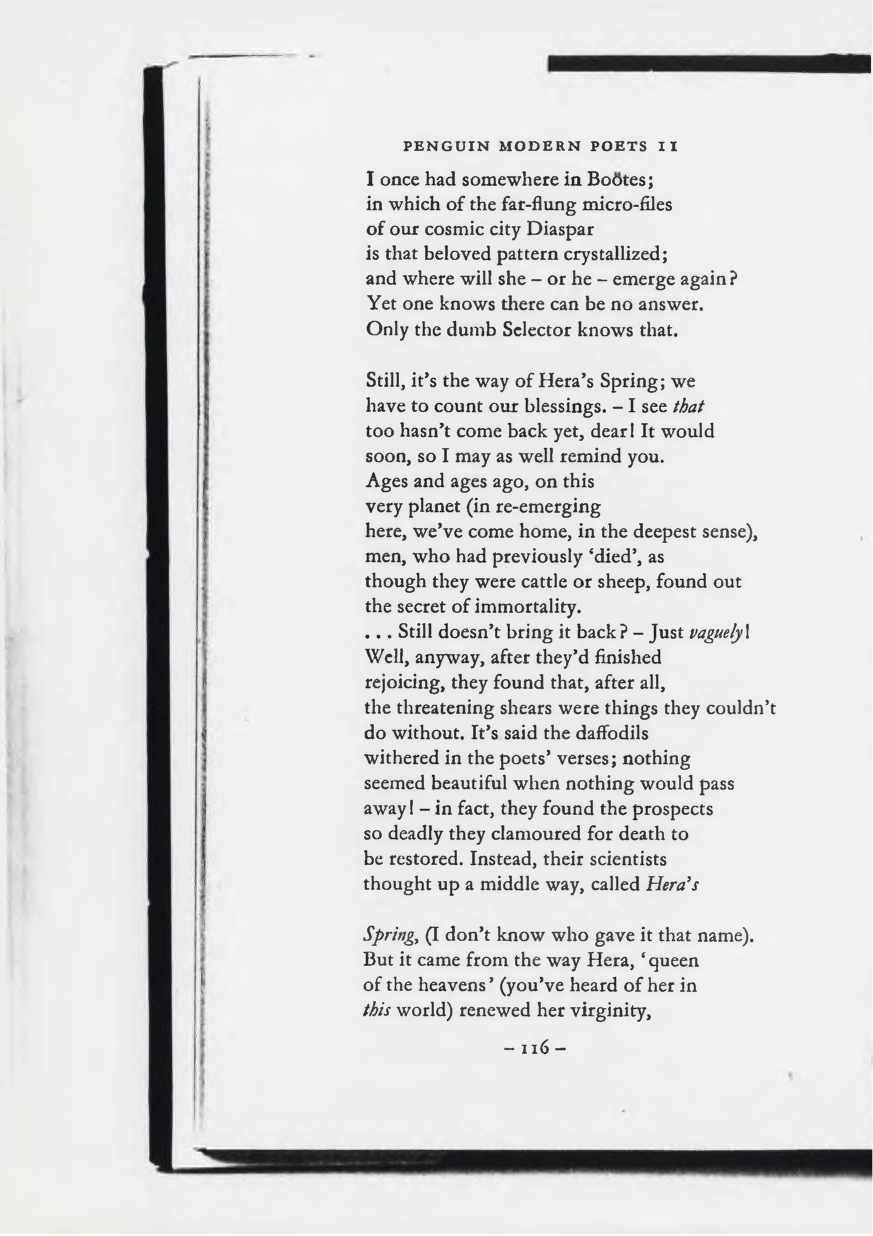 PENGUIN MODERN POETS 11
I once had somewhere in Boötes;
in which of the far-flung micro-files
of our cosmic city Diaspar
is that beloved pattern crystallized;
and where will she – or he – emerge again?
Yet one knows there can be no answer.
Only the dumb Selector knows that.

Still, it's the way of Hera's Spring; we
have to count our blessings. – I see that
too hasn't come back yet, dear! It would
soon, so I may as well remind you.
Ages and ages ago, on this
very planet (in re-emerging
here, we've come home, in the deepest sense),
men, who had previously ‘died’, as
though they were cattle or sheep, found out
the secret of immortality.
. . . Still doesn't bring it back? – Just vaguely!
Well, anyway, after they'd finished
rejoicing, they found that, after all,
the threatening shears were things they couldn't
do without. It's said the daffodils
withered in the poets' verses; nothing
seemed beautiful when nothing would pass
away! – in fact, they found the prospects
so deadly they clamoured for death to
be restored. Instead, their scientists
thought up a middle way, called Hera's

Spring, (I don't know who gave it that name).
But it came from the way Hera, ‘queen
of the heavens’ (you've heard of her in
this world) renewed her virginity,
– 116 –